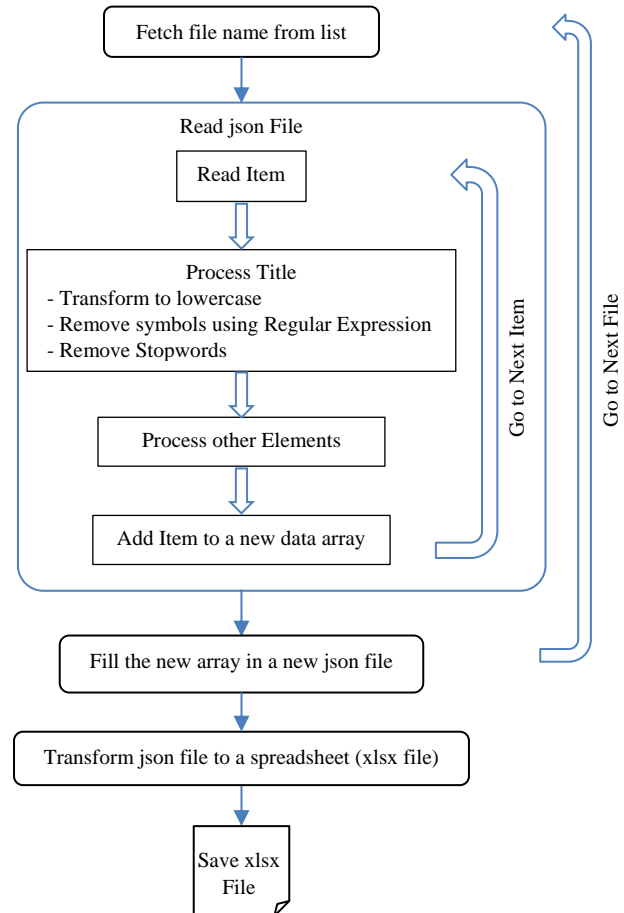 Fetch file name from list
Read json File
Read Item
Process Title
- Transform to lowercase
- Remove symbols using Regular Expression
- Remove Stopwords
Process other Elements
Add Item to a new data array
Go to Next Item
Go to Next File
Fill the new array in a new json file
Transform json file to a spreadsheet (xlsx file)
Save xlsx
File